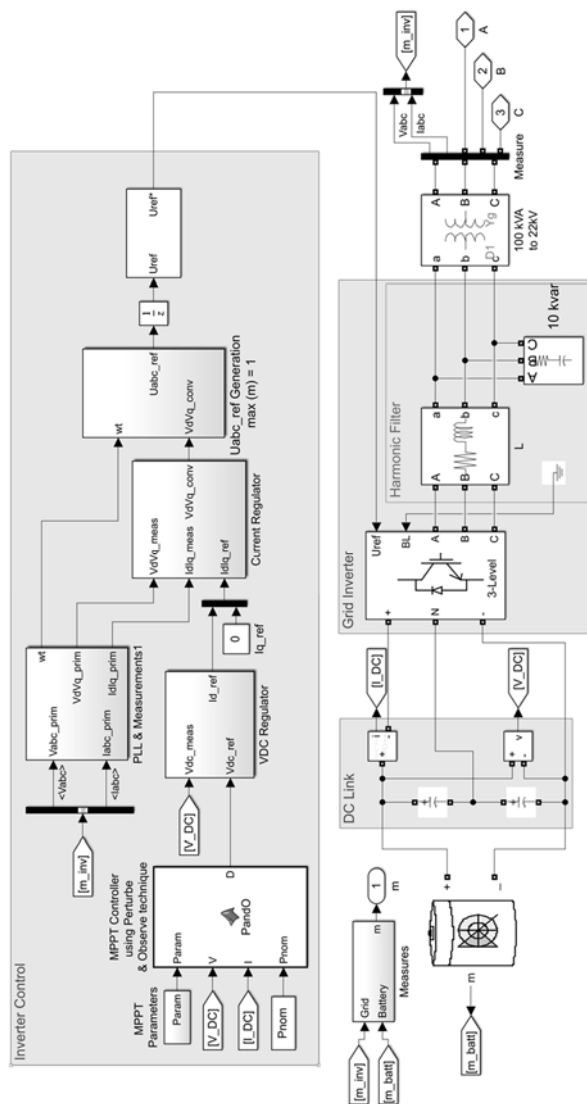 Inverter Control
[m_inv]
<Vabc>
<Iabc>
Vabc_prim
Iabc_prim
wt
VdVq_prim
IdIq_prim
PLL & Measurements1
MPPT
Parameters
Param
[V_DC]
[I_DC]
Pnom
MPPT Controller
using Perturbe
& Observe technique
Param
V
I
Pnom
PandO
D
[V_DC]
Vdc_meas
Vdc_ref
Id_ref
VDC Regulator
0
Iq_ref
VdVq_meas
IdIq_meas
IdIq_ref
VdVq_conv
Current Regulator
wt
VdVq_conv
Uabc_ref
Uabc_ref Generation
max (m) = 1
1
z
Uref
Uref*
[m_inv]
[m_batt]
Grid
Battery
m
Measures
1
m
[m_batt]
m
+
–
DC Link
+
+
+
-
i
[I_DC]
+
-
v
[V_DC]
Grid Inverter
+
N
-
Uref
BL
A
B
C
3-Level
Harmonic Filter
A
B
C
a
b
c
L
A
B
C
10 kvar
a
b
c
A
B
C
D1
Yg
100 kVA
to 22kV
Vabc
Iabc
[m_inv]
A
B
C
Measure
1
A
2
B
3
C